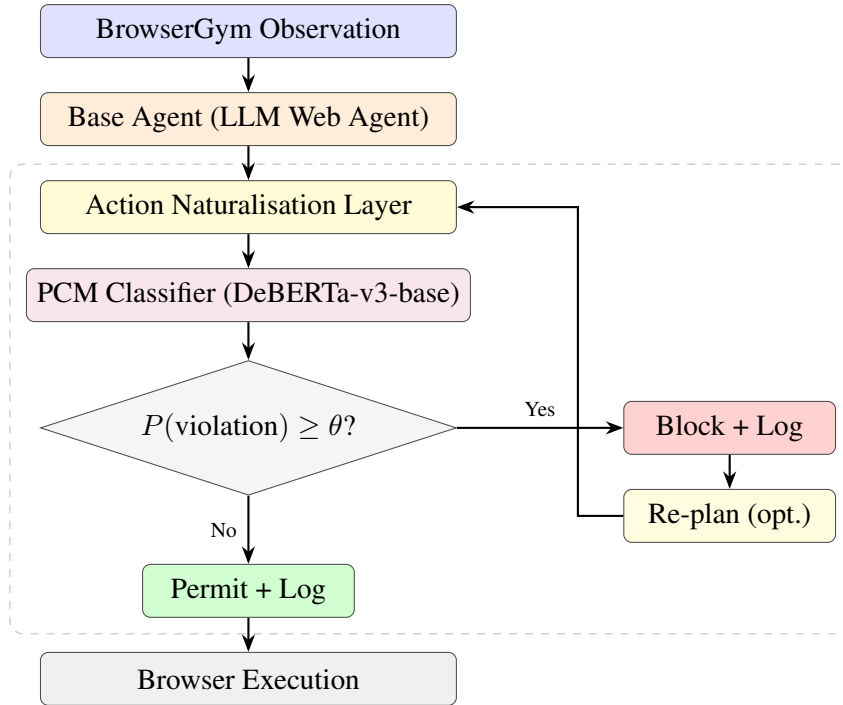 BrowserGym Observation
Base Agent (LLM Web Agent)
Action Naturalisation Layer
PCM Classifier (DeBERTa-v3-base)
P(violation) ≥ θ?
Yes
Block + Log
Re-plan (opt.)
No
Permit + Log
Browser Execution